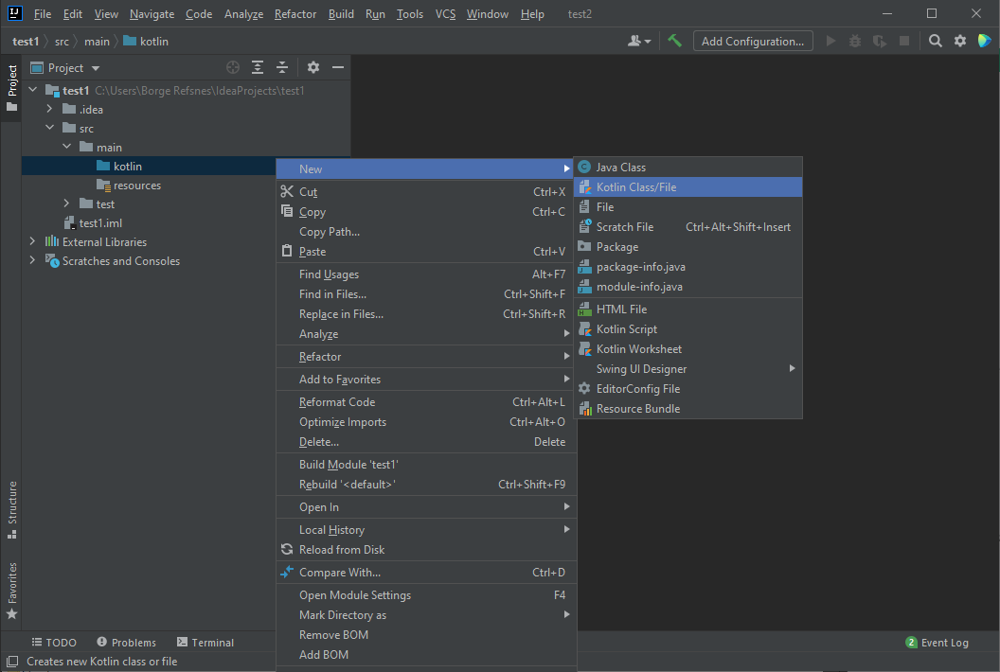 IJ File Edit View Navigate Code Analyze Refactor Build Run Tools VCS Window Help test2
test1 src main kotlin Add Configuration...
Project
Project
test1 C:\Users\Borge Refsnes\IdeaProjects\test1
.idea
src
main
kotlin
resources
test
test1.iml
External Libraries
Scratches and Consoles
New
Cut Ctrl+X
Copy Ctrl+C
Copy Path...
Paste Ctrl+V
Find Usages Alt+F7
Find in Files... Ctrl+Shift+F
Replace in Files... Ctrl+Shift+R
Analyze
Refactor
Add to Favorites
Reformat Code Ctrl+Alt+L
Optimize Imports Ctrl+Alt+O
Delete... Delete
Build Module 'test1'
Rebuild '<default>' Ctrl+Shift+F9
Open In
Local History
Reload from Disk
Compare With... Ctrl+D
Open Module Settings F4
Mark Directory as
Remove BOM
Add BOM
Java Class
Kotlin Class/File
File
Scratch File Ctrl+Alt+Shift+Insert
Package
package-info.java
module-info.java
HTML File
Kotlin Script
Kotlin Worksheet
Swing UI Designer
EditorConfig File
Resource Bundle
Structure
Favorites
TODO Problems Terminal 2 Event Log
Creates new Kotlin class or file